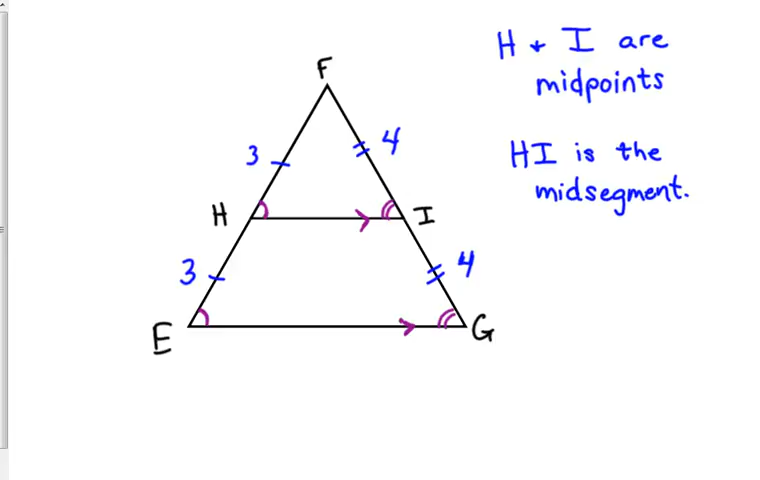 H + I are
midpoints
HI is the
midsegment.
F
3
4
H
I
3
4
E
G